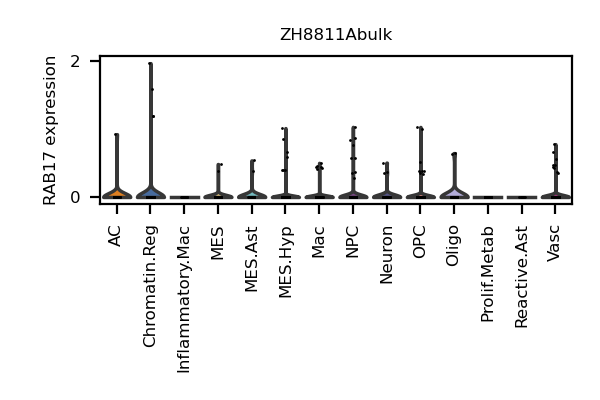 ZH8811Abulk
RAB17 expression
2
0
AC
Chromatin.Reg
Inflammatory.Mac
MES
MES.Ast
MES.Hyp
Mac
NPC
Neuron
OPC
Oligo
Prolif.Metab
Reactive.Ast
Vasc